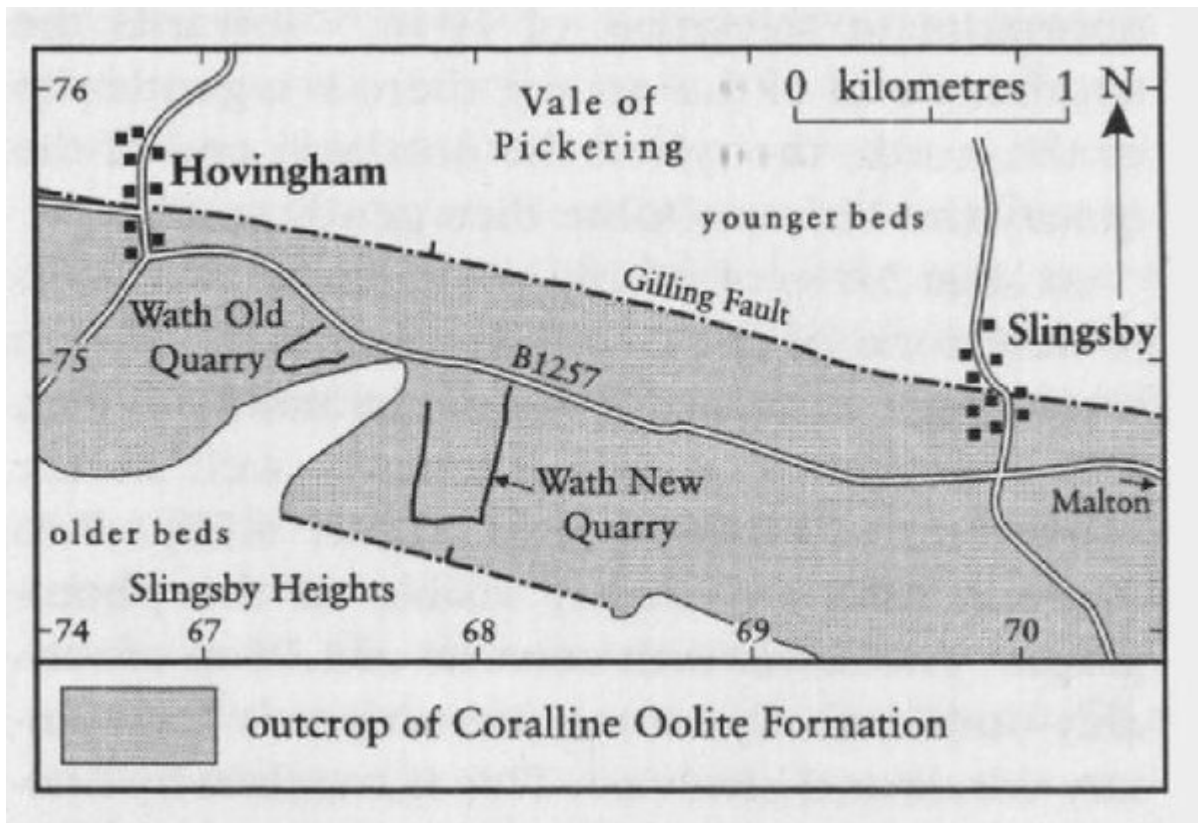 76
Vale of
Pickering
0 kilometres 1
N
Hovingham
younger beds
Gilling Fault
Wath Old
Quarry
Slingsby
75
B1257
Wath New
Quarry
Malton
older beds
Slingsby Heights
74
67
68
69
70
outcrop of Coralline Oolite Formation